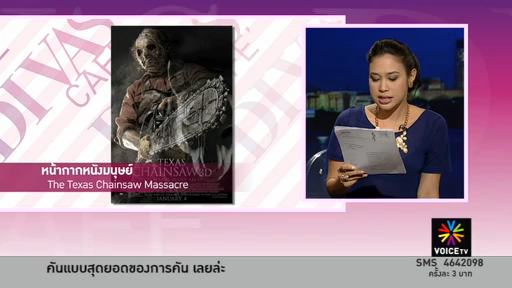 DIVAS
CAFE
TEXAS
CHAINSAW 3D
JANUARY 4
หน้ากากหนังมนุษย์
The Texas Chainsaw Massacre
VOICE TV
SMS 4642098
ครั้งละ 3 บาท
คันแบบสุดยอดของการคัน เลยล่ะ